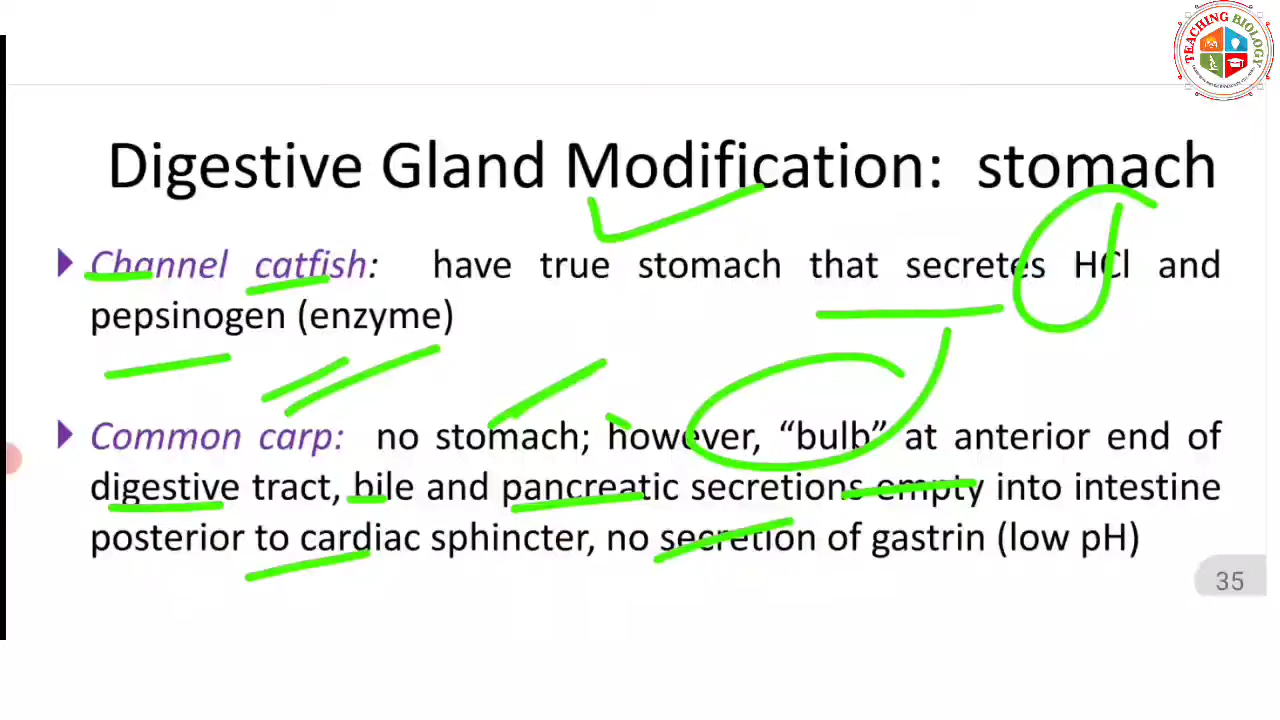 TEACHING BIOLOGY
Digestive Gland Modification: stomach
Channel catfish: have true stomach that secretes HCl and
pepsinogen (enzyme)
Common carp: no stomach; however, “bulb” at anterior end of
digestive tract, bile and pancreatic secretions empty into intestine
posterior to cardiac sphincter, no secretion of gastrin (low pH)
35